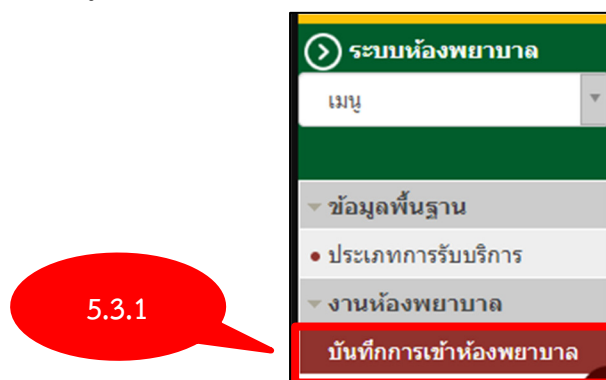 ระบบห้องพยาบาล
เมนู
ข้อมูลพื้นฐาน
ประเภทการรับบริการ
งานห้องพยาบาล
5.3.1
บันทึกการเข้าห้องพยาบาล